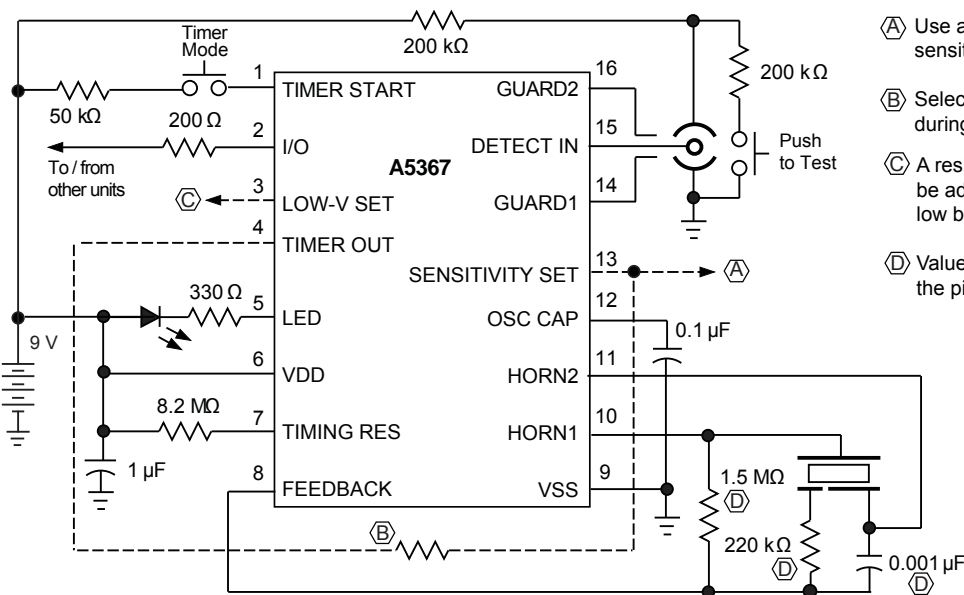 Timer
Mode
200 kΩ
50 kΩ
200 Ω
To / from
other units
200 kΩ
Push
to Test
A5367
1
TIMER START
2
I/O
3
LOW-V SET
4
TIMER OUT
5
LED
6
VDD
7
TIMING RES
8
FEEDBACK
16
GUARD2
15
DETECT IN
14
GUARD1
13
SENSITIVITY SET
12
OSC CAP
11
HORN2
10
HORN1
9
VSS
C
A
330 Ω
9 V
8.2 MΩ
1 µF
B
0.1 µF
1.5 MΩ
D
220 kΩ
D
0.001 µF
D
A Use a
B Selec
during
C A res
be ad
low b
D Value
the pi